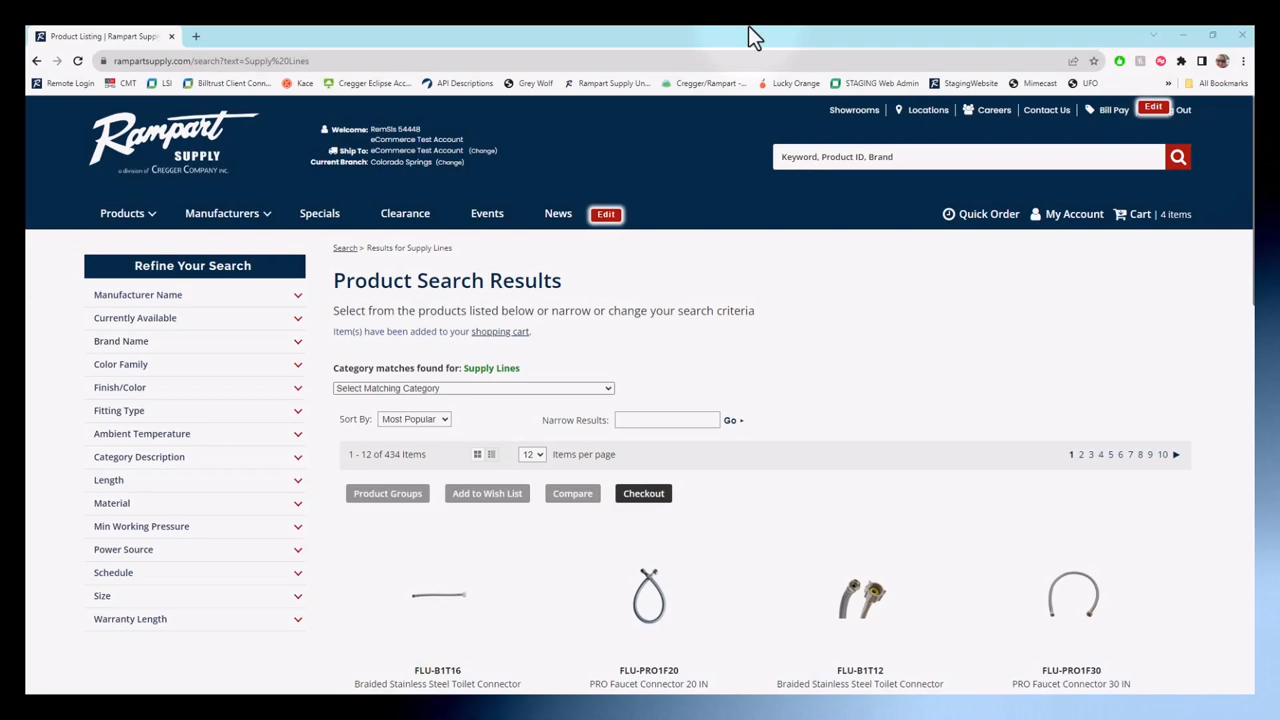 Product Listing | Rampart Supp
rampartsupply.com/search?text=Supply%20Lines
Remote Login CMT LSI Biltrust Client Conn... Kace Cregger Eclipse Acc... API Descriptions Grey Wolf Rampart Supply Un... Cregger/Rampart -... Lucky Orange STAGING Web Admin StagingWebsite Mimecast UFO » All Bookmarks
Showrooms Locations Careers Contact Us Bill Pay Edit Out
Rampart
SUPPLY
a division of CREGGER COMPANY INC.
Welcome: RemSls 54448
eCommerce Test Account
Ship To: eCommerce Test Account (Change)
Current Branch: Colorado Springs (Change)
Keyword, Product ID, Brand
Products Manufacturers Specials Clearance Events News Edit
Quick Order My Account Cart | 4 items
Refine Your Search
Manufacturer Name
Currently Available
Brand Name
Color Family
Finish/Color
Fitting Type
Ambient Temperature
Category Description
Length
Material
Min Working Pressure
Power Source
Schedule
Size
Warranty Length
Search > Results for Supply Lines
Product Search Results
Select from the products listed below or narrow or change your search criteria
Item(s) have been added to your shopping cart.
Category matches found for: Supply Lines
Select Matching Category
Sort By: Most Popular Narrow Results: Go
1 - 12 of 434 Items 12 Items per page 1 2 3 4 5 6 7 8 9 10
Product Groups Add to Wish List Compare Checkout
FLU-B1T16
Braided Stainless Steel Toilet Connector
FLU-PRO1F20
PRO Faucet Connector 20 IN
FLU-B1T12
Braided Stainless Steel Toilet Connector
FLU-PRO1F30
PRO Faucet Connector 30 IN